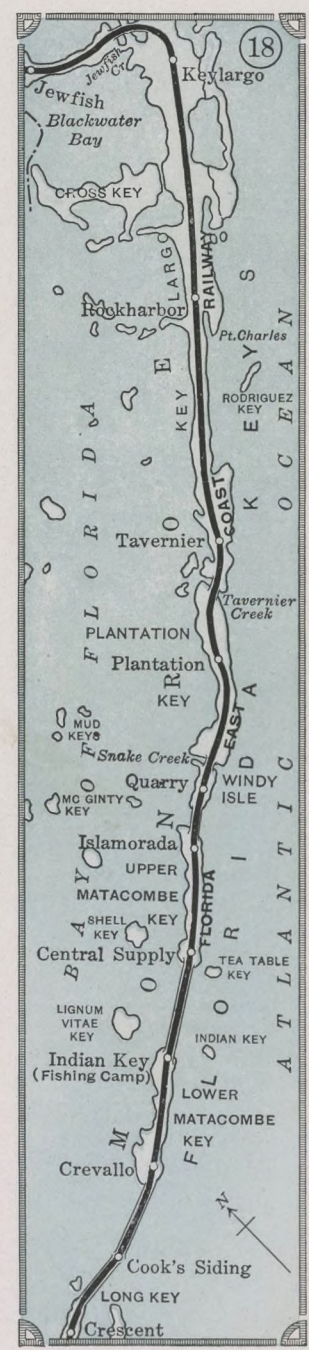 18
Jewfish Cr.
Keylargo
Jewfish
Blackwater
Bay
CROSS KEY
KEY LARGO
Rockharbor
Pt. Charles
RODRIGUEZ
KEY
Tavernier
Tavernier
Creek
PLANTATION
KEY
Plantation
MUD
KEYS
Snake Creek
Quarry
WINDY
ISLE
MC GINTY
KEY
Islamorada
UPPER
MATACOMBE
KEY
SHELL
KEY
Central Supply
TEA TABLE
KEY
LIGNUM
VITAE
KEY
INDIAN KEY
Indian Key
(Fishing Camp)
LOWER
MATACOMBE
KEY
Crevallo
Cook's Siding
LONG KEY
Crescent
FLORIDA EAST COAST RAILWAY
BAY OF FLORIDA
MONROE
FLORIDA KEYS
ATLANTIC OCEAN
N